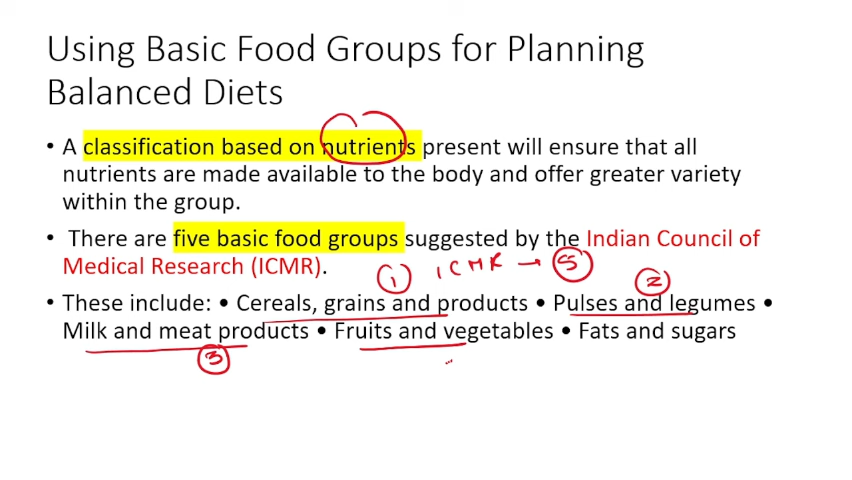 Using Basic Food Groups for Planning
Balanced Diets
• A classification based on nutrients present will ensure that all
nutrients are made available to the body and offer greater variety
within the group.
• There are five basic food groups suggested by the Indian Council of
Medical Research (ICMR).
1 ICMR → 5
2
• These include: • Cereals, grains and products • Pulses and legumes •
Milk and meat products • Fruits and vegetables • Fats and sugars
3